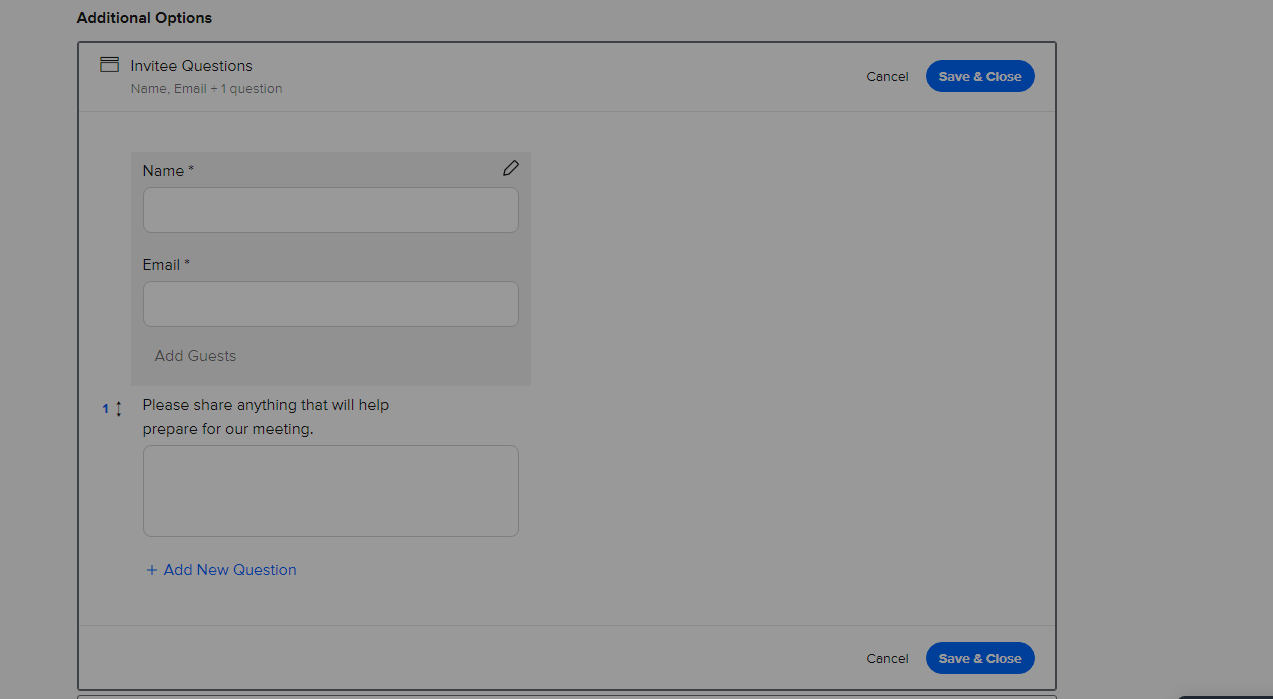 Additional Options
Invitee Questions
Name, Email + 1 question
Cancel
Save & Close
Name *
Email *
Add Guests
1
Please share anything that will help
prepare for our meeting.
+ Add New Question
Cancel
Save & Close